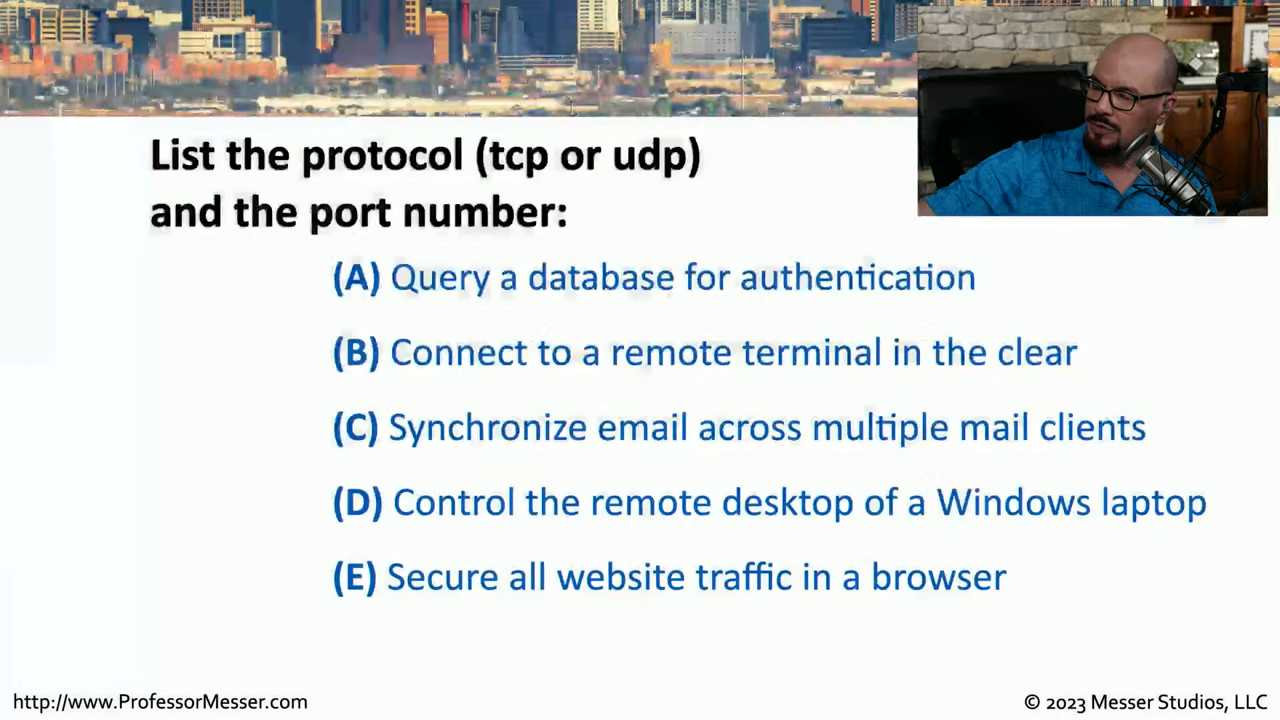 List the protocol (tcp or udp)
and the port number:
(A) Query a database for authentication
(B) Connect to a remote terminal in the clear
(C) Synchronize email across multiple mail clients
(D) Control the remote desktop of a Windows laptop
(E) Secure all website traffic in a browser
http://www.ProfessorMesser.com
© 2023 Messer Studios, LLC